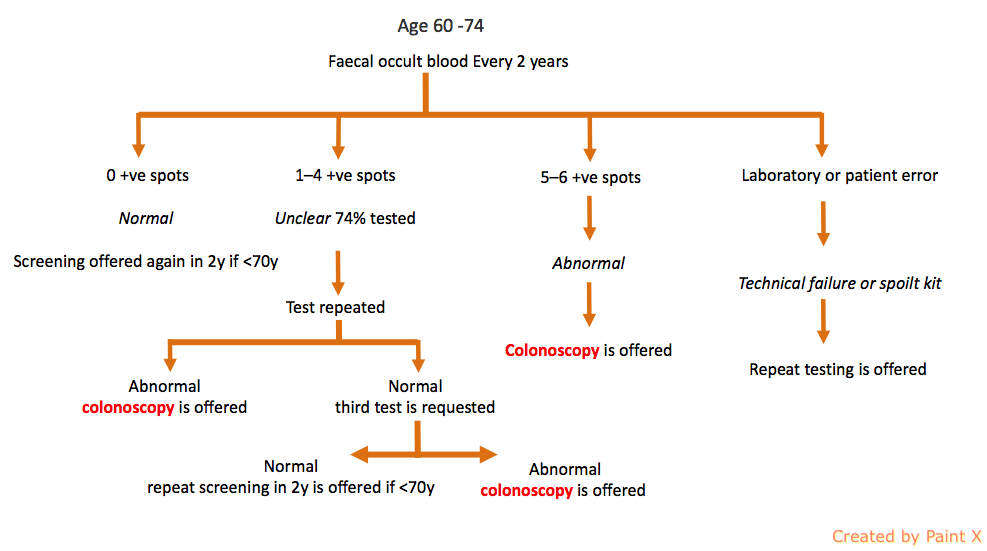 Age 60 -74
Faecal occult blood Every 2 years
0 +ve spots
Normal
Screening offered again in 2y if <70y
1–4 +ve spots
Unclear 74% tested
Test repeated
Abnormal
colonoscopy is offered
Normal
third test is requested
Normal
repeat screening in 2y is offered if <70y
Abnormal
colonoscopy is offered
5–6 +ve spots
Abnormal
Colonoscopy is offered
Laboratory or patient error
Technical failure or spoilt kit
Repeat testing is offered
Created by Paint X